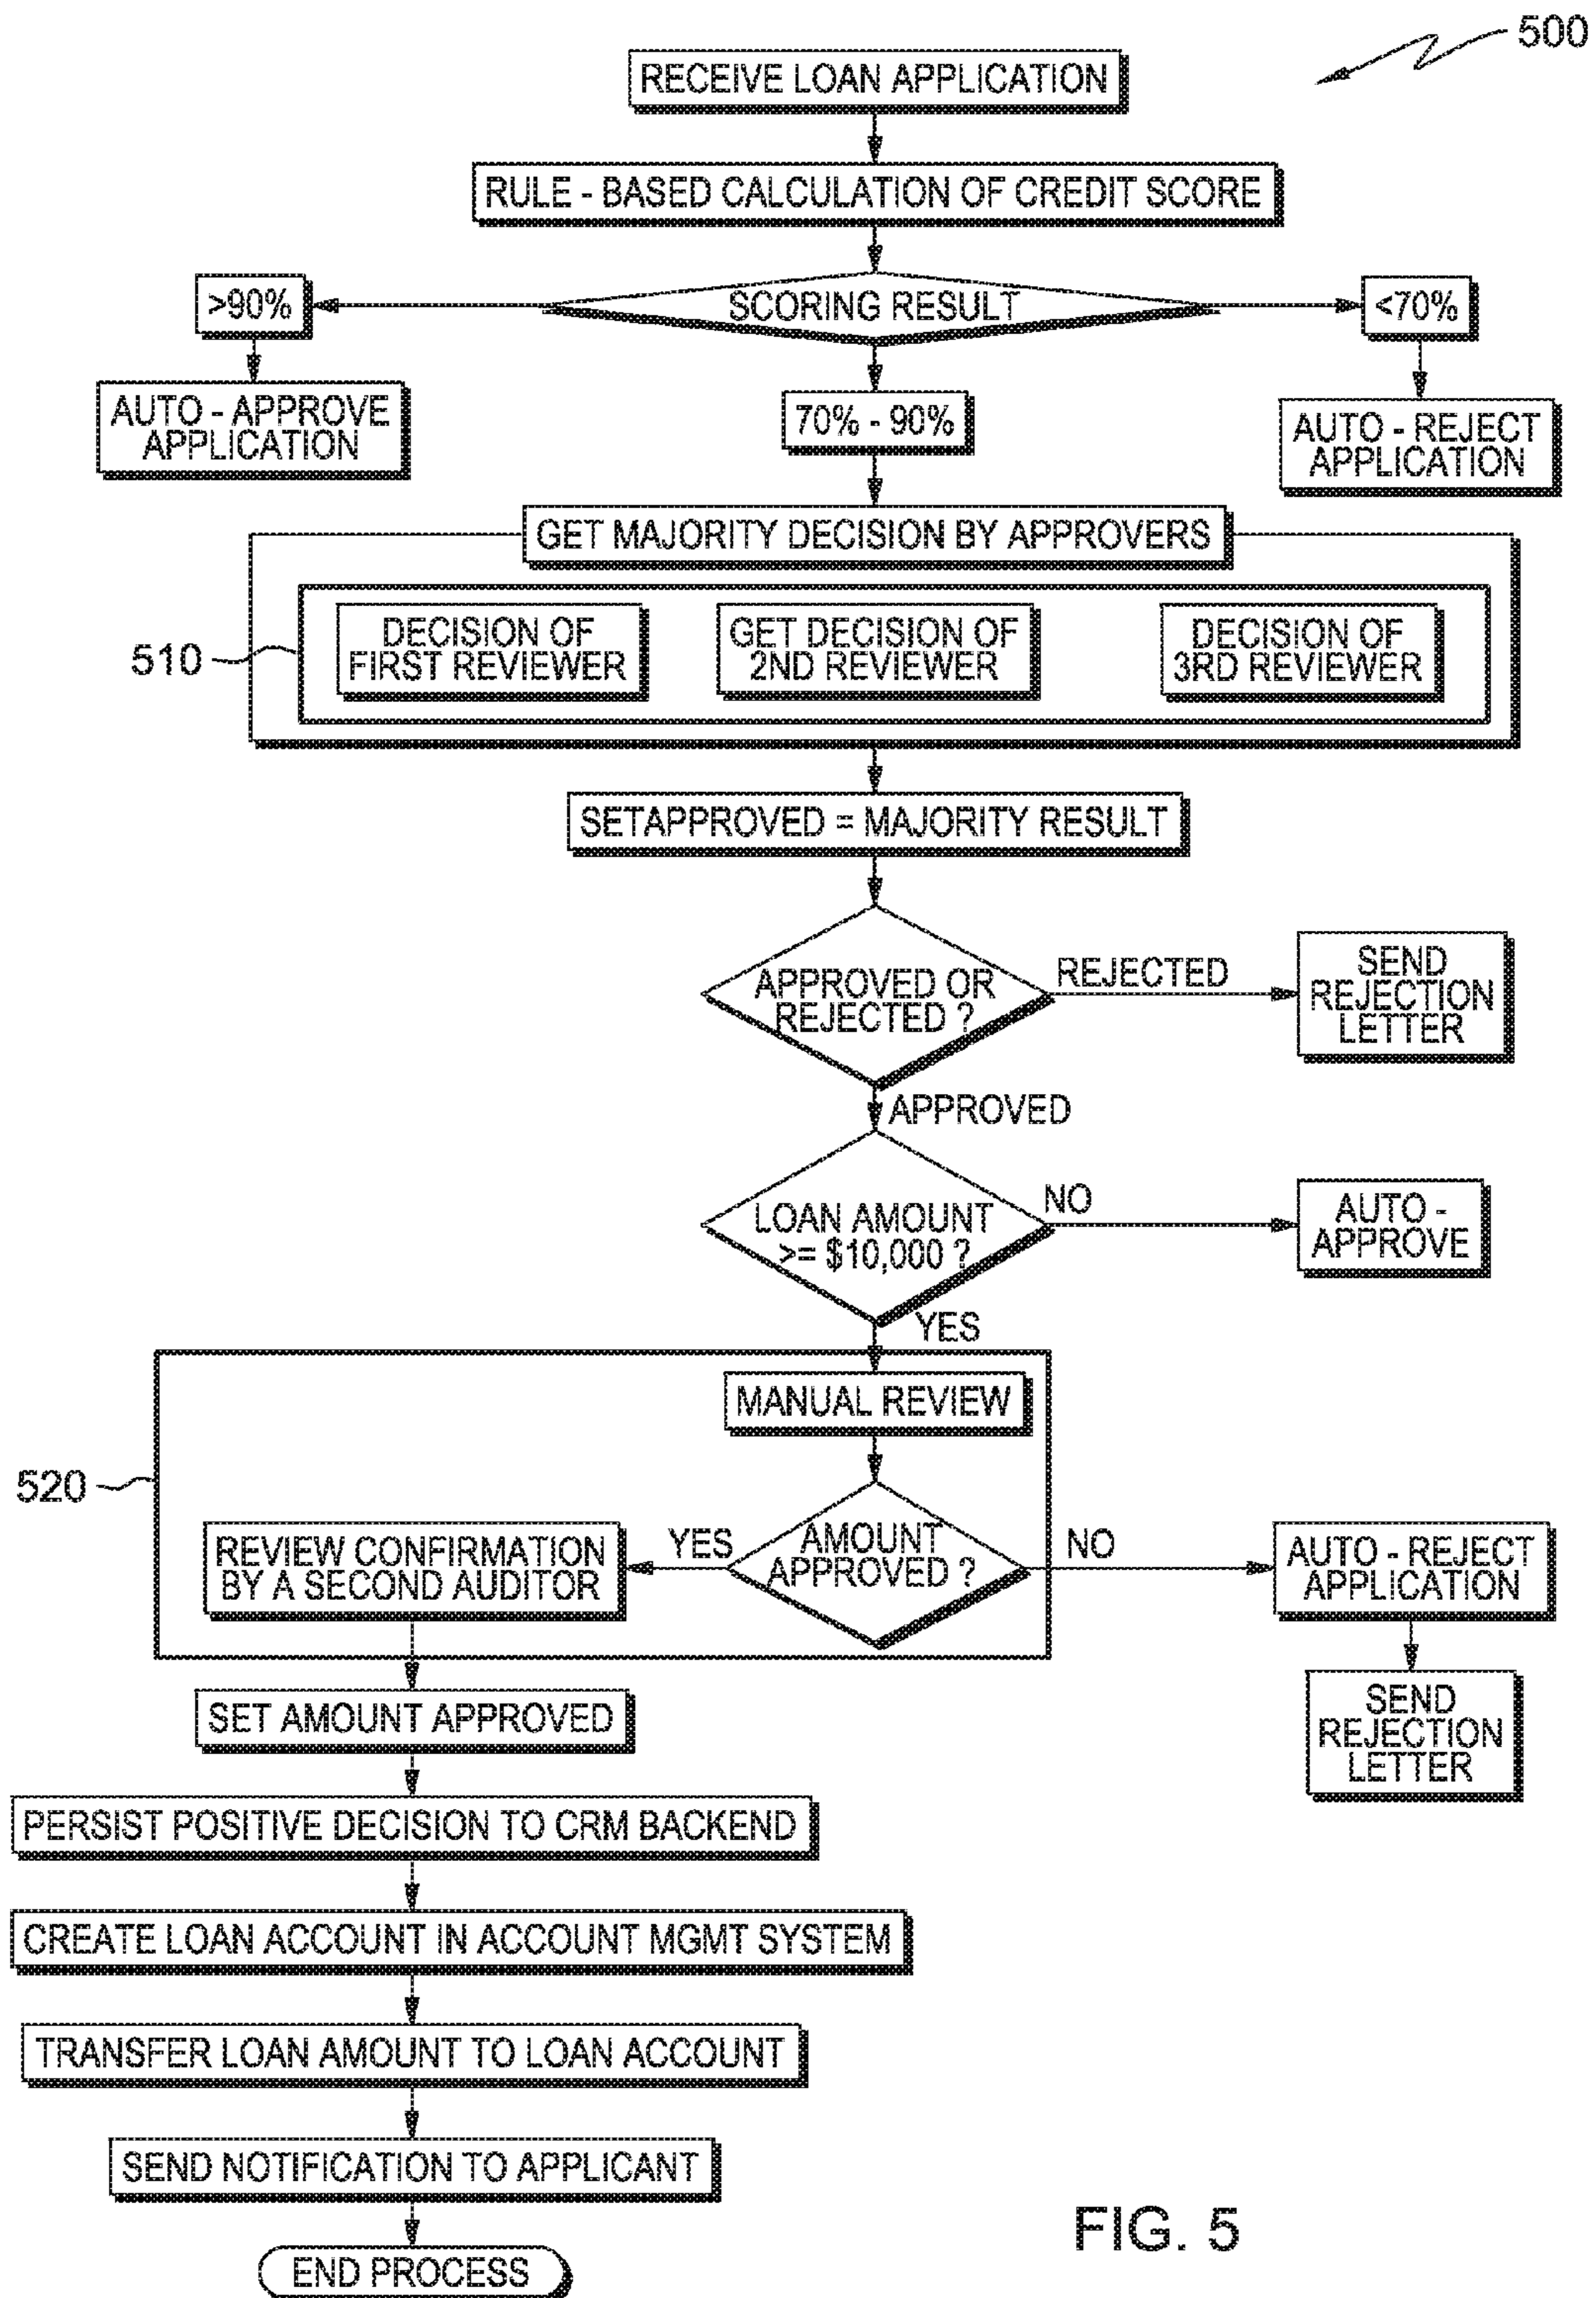 500
RECEIVE LOAN APPLICATION
RULE - BASED CALCULATION OF CREDIT SCORE
SCORING RESULT
>90%
<70%
AUTO - APPROVE
APPLICATION
70% - 90%
AUTO - REJECT
APPLICATION
GET MAJORITY DECISION BY APPROVERS
510
DECISION OF
FIRST REVIEWER
GET DECISION OF
2ND REVIEWER
DECISION OF
3RD REVIEWER
SETAPPROVED = MAJORITY RESULT
APPROVED OR
REJECTED ?
REJECTED
SEND
REJECTION
LETTER
APPROVED
LOAN AMOUNT
>= $10,000 ?
NO
AUTO -
APPROVE
YES
MANUAL REVIEW
520
AMOUNT
APPROVED ?
YES
REVIEW CONFIRMATION
BY A SECOND AUDITOR
NO
AUTO - REJECT
APPLICATION
SEND
REJECTION
LETTER
SET AMOUNT APPROVED
PERSIST POSITIVE DECISION TO CRM BACKEND
CREATE LOAN ACCOUNT IN ACCOUNT MGMT SYSTEM
TRANSFER LOAN AMOUNT TO LOAN ACCOUNT
SEND NOTIFICATION TO APPLICANT
END PROCESS
FIG. 5